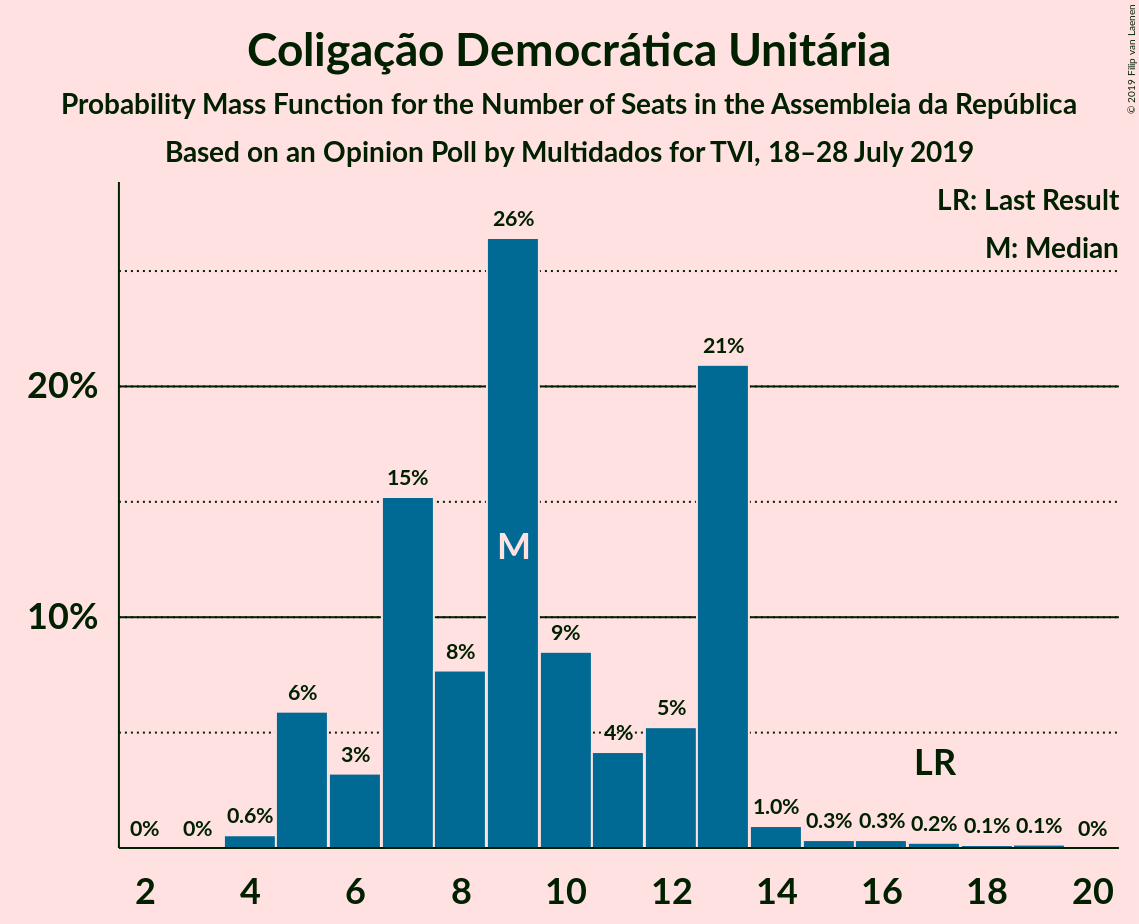 Coligação Democrática Unitária
Probability Mass Function for the Number of Seats in the Assembleia da República
Based on an Opinion Poll by Multidados for TVI, 18–28 July 2019
© 2019 Filip van Laenen
LR: Last Result
M: Median
26%
21%
20%
15%
M
10%
9%
8%
6%
5%
4%
3%
LR
1.0%
0.6%
0.3%
0.3%
0.2%
0.1%
0.1%
0%
0%
0%
2 4 6 8 10 12 14 16 18 20